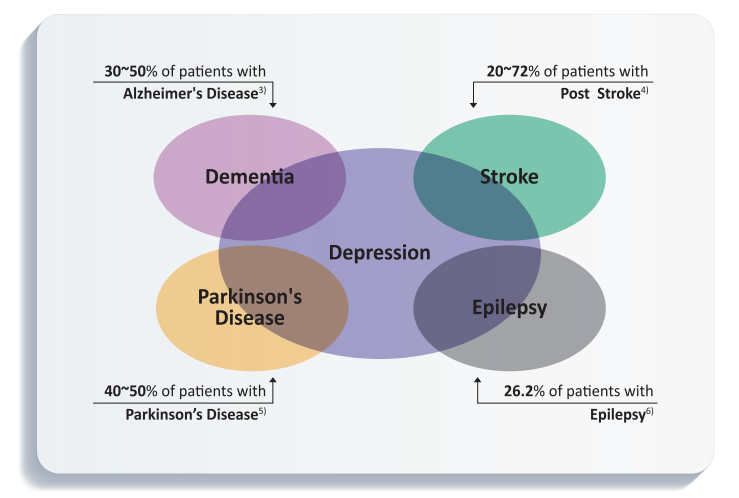 30~50% of patients with
Alzheimer's Disease3)
20~72% of patients with
Post Stroke4)
Dementia
Stroke
Depression
Parkinson's
Disease
Epilepsy
40~50% of patients with
Parkinson’s Disease5)
26.2% of patients with
Epilepsy6)